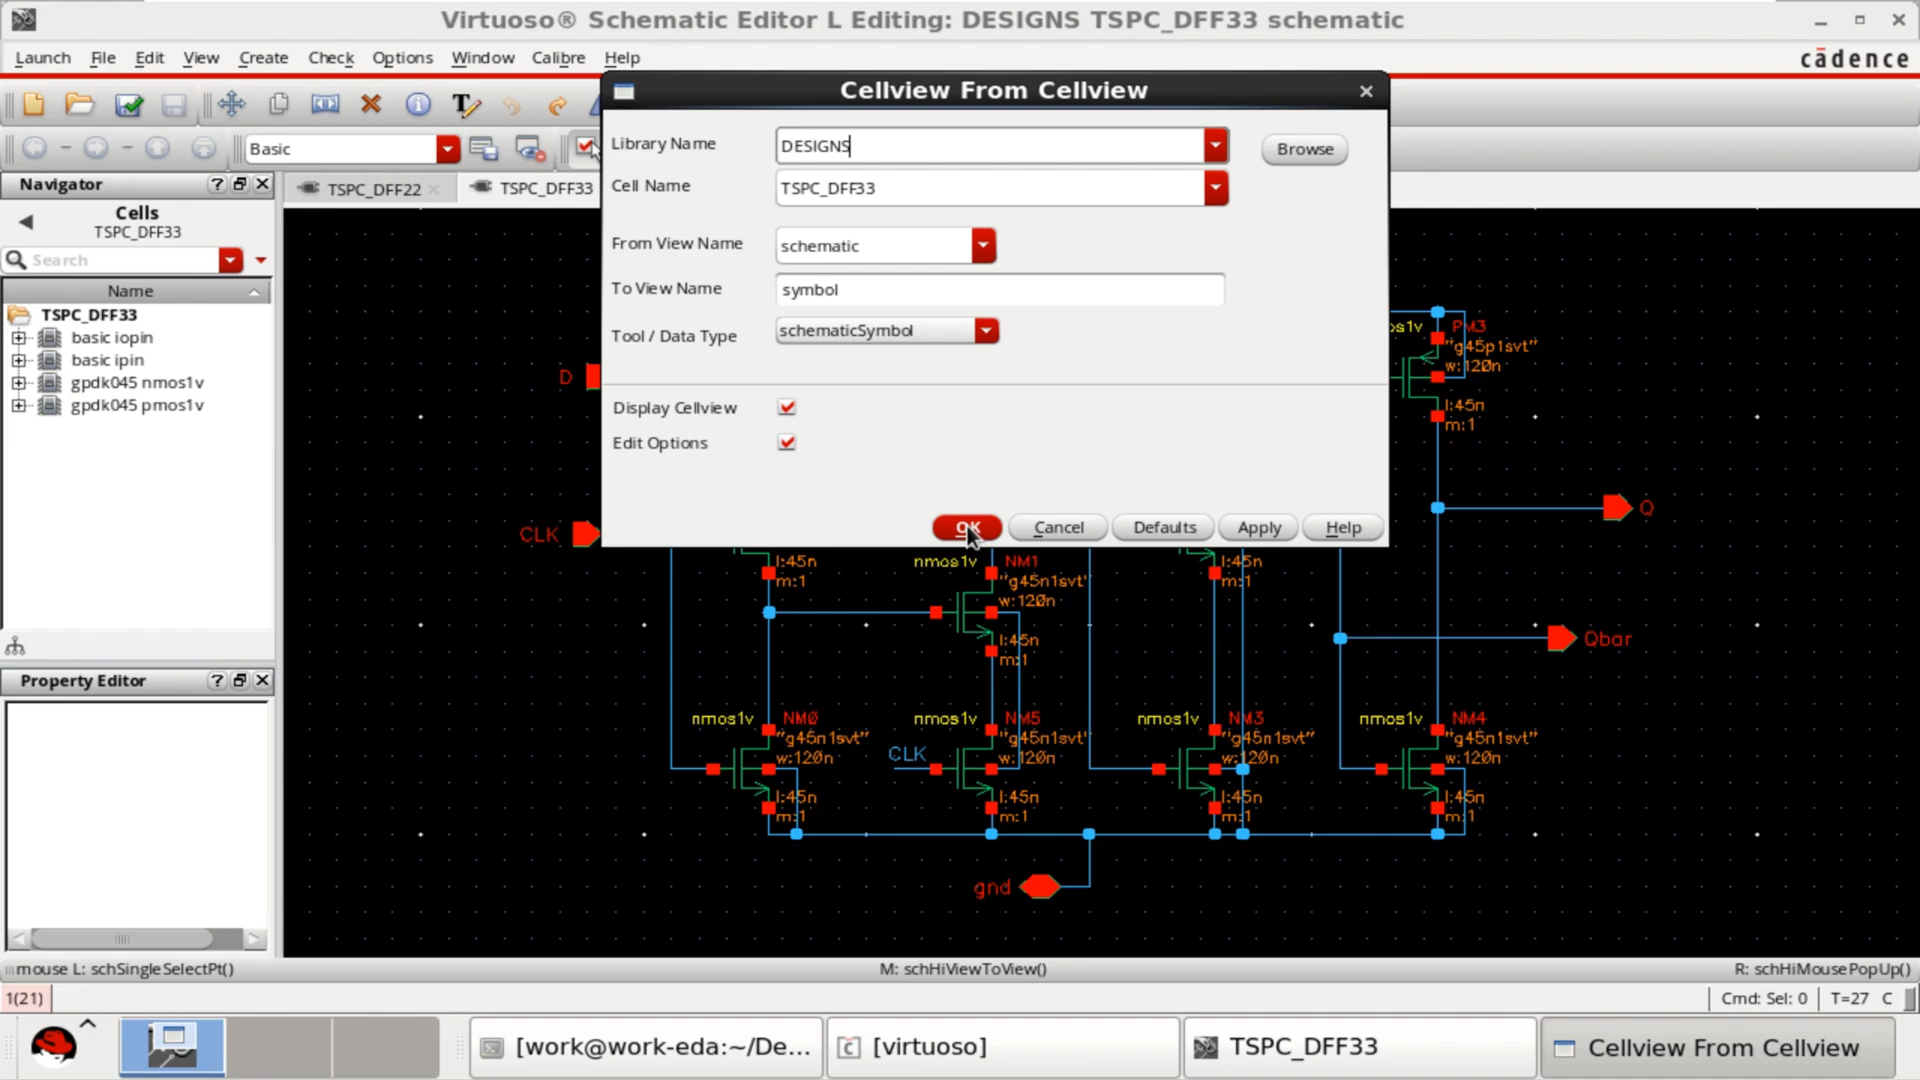 Virtuoso® Schematic Editor L Editing: DESIGNS TSPC_DFF33 schematic
Launch File Edit View Create Check Options Window Calibre Help
cādence
Cellview From Cellview
Library Name DESIGNS Browse
Cell Name TSPC_DFF33
From View Name schematic
To View Name symbol
Tool / Data Type schematicSymbol
Display Cellview
Edit Options
OK Cancel Defaults Apply Help
Basic
Navigator
TSPC_DFF22 TSPC_DFF33
Cells
TSPC_DFF33
Search
Name
TSPC_DFF33
basic iopin
basic ipin
gpdk045 nmos1v
gpdk045 pmos1v
Property Editor
D
CLK
PM3
"g45p1svt"
w:120n
l:45n
m:1
Q
Qbar
l:45n
m:1
nmos1v NM1
"g45n1svt"
w:120n
l:45n
m:1
l:45n
m:1
nmos1v NM0
"g45n1svt"
w:120n
l:45n
m:1
CLK
nmos1v NM5
"g45n1svt"
w:120n
l:45n
m:1
nmos1v NM3
"g45n1svt"
w:120n
l:45n
m:1
nmos1v NM4
"g45n1svt"
w:120n
l:45n
m:1
gnd
mouse L: schSingleSelectPt() M: schHiViewToView() R: schHiMousePopUp()
1(21) Cmd: Sel: 0 T=27 C
[work@work-eda:~/De... [virtuoso] TSPC_DFF33 Cellview From Cellview